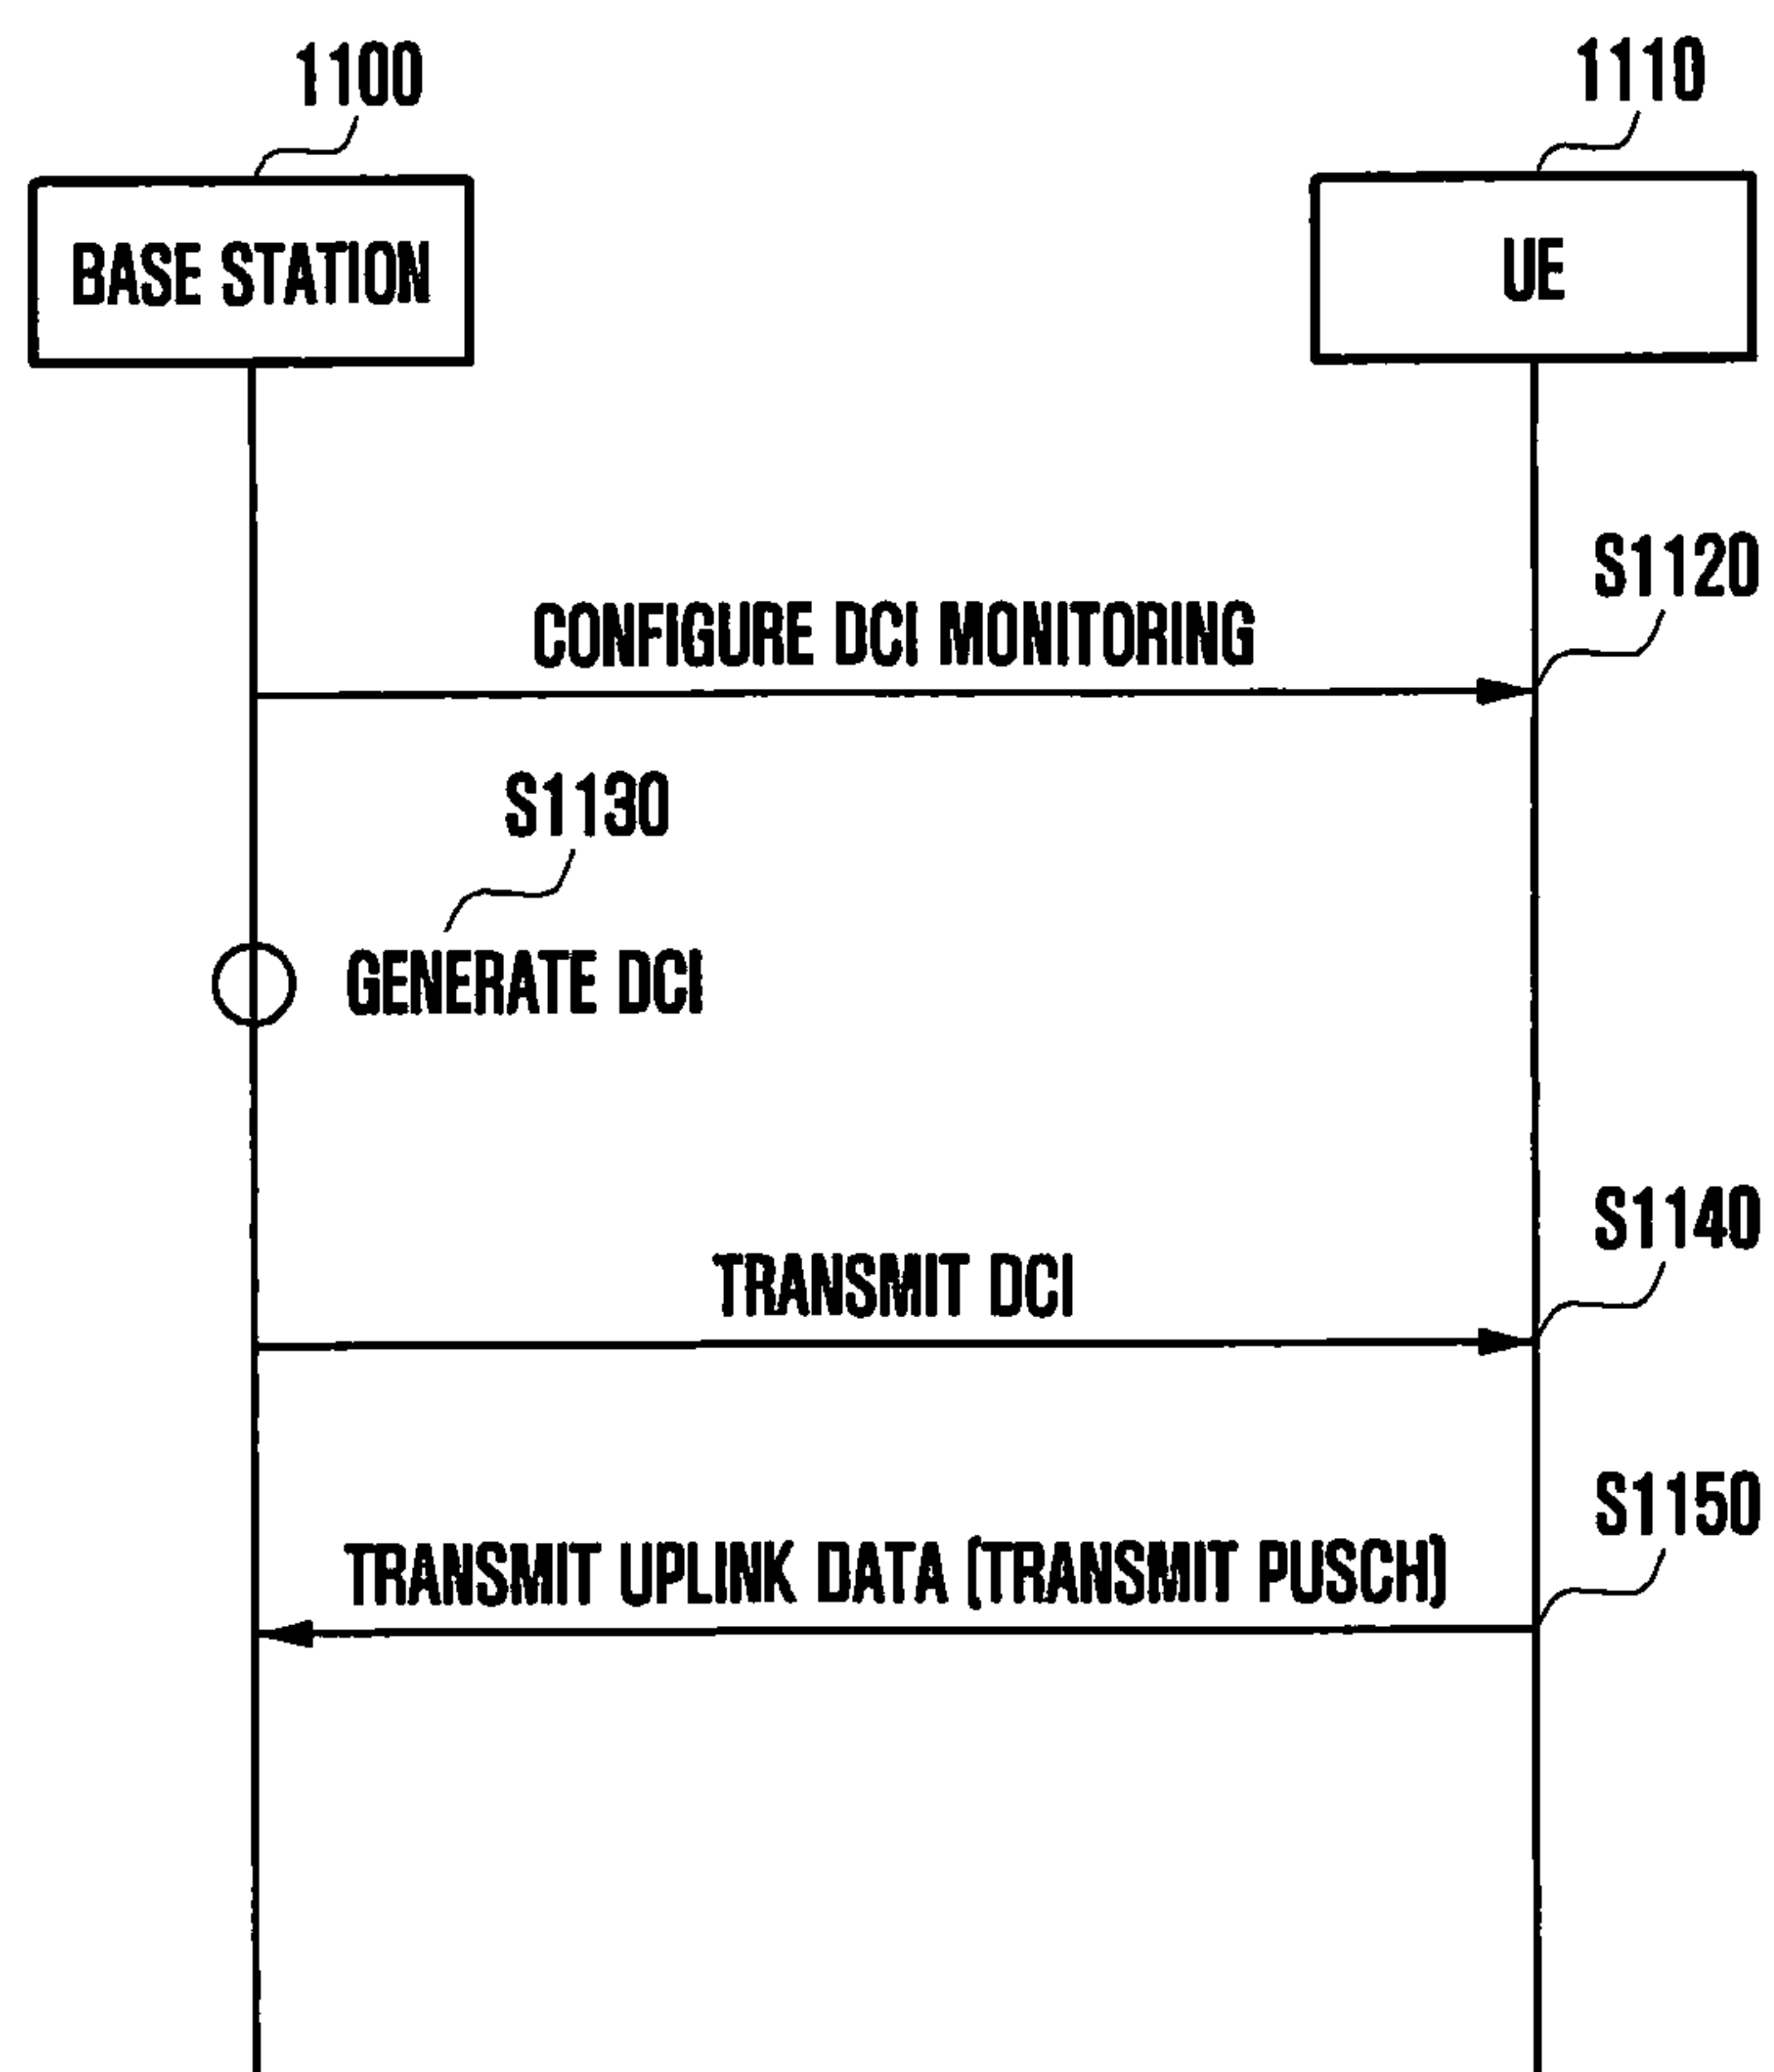 1100
1110
BASE STATION
UE
S1120
CONFIGURE DCI MONITORING
S1130
GENERATE DCI
S1140
TRANSMIT DCI
S1150
TRANSMIT UPLINK DATA (TRANSMIT PUSCH)